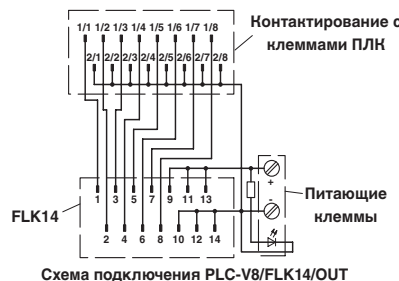 Контактирование с
клеммами ПЛК
1/1 1/2 1/3 1/4 1/5 1/6 1/7 1/8
2/1 2/2 2/3 2/4 2/5 2/6 2/7 2/8
1 3 5 7 9 11 13
+
-
Питающие
клеммы
FLK14
2 4 6 8 10 12 14
Схема подключения PLC-V8/FLK14/OUT